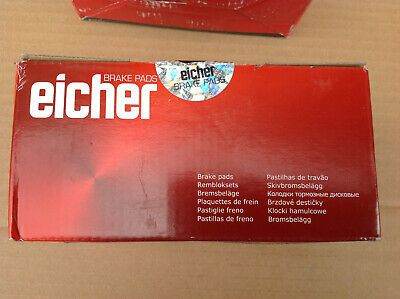 BRAKE PADS
eicher
eicher
BRAKE PADS
Brake pads
Rembloksets
Bremsbeläge
Plaquettes de frein
Pastiglie freno
Pastillas de freno
Pastilhas de travão
Skivbromsbelägg
Колодки тормозные дисковые
Brzdové destičky
Klocki hamulcowe
Bromsbelägg